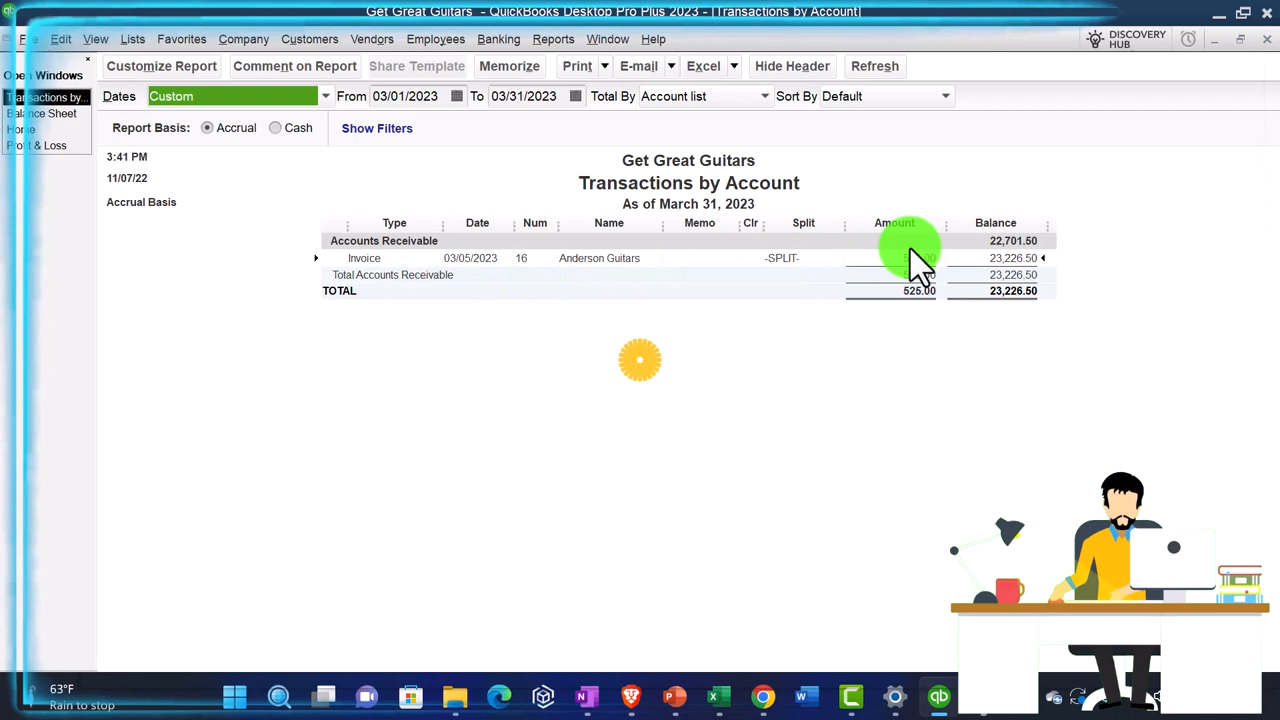 Get Great Guitars - QuickBooks Desktop Pro Plus 2023 - [Transactions by Account]
Edit View Lists Favorites Company Customers Vendors Employees Banking Reports Window Help
DISCOVERY
HUB
Open Windows
Customize Report Comment on Report Share Template Memorize Print E-mail Excel Hide Header Refresh
Transactions by...
Dates Custom From 03/01/2023 To 03/31/2023 Total By Account list Sort By Default
Balance Sheet
Home
Report Basis: Accrual Cash Show Filters
Profit & Loss
3:41 PM
11/07/22
Accrual Basis
Get Great Guitars
Transactions by Account
As of March 31, 2023
Type Date Num Name Memo Clr Split Amount Balance
Accounts Receivable 22,701.50
Invoice 03/05/2023 16 Anderson Guitars -SPLIT- 23,226.50
Total Accounts Receivable 23,226.50
TOTAL 525.00 23,226.50
63°F
Rain to stop